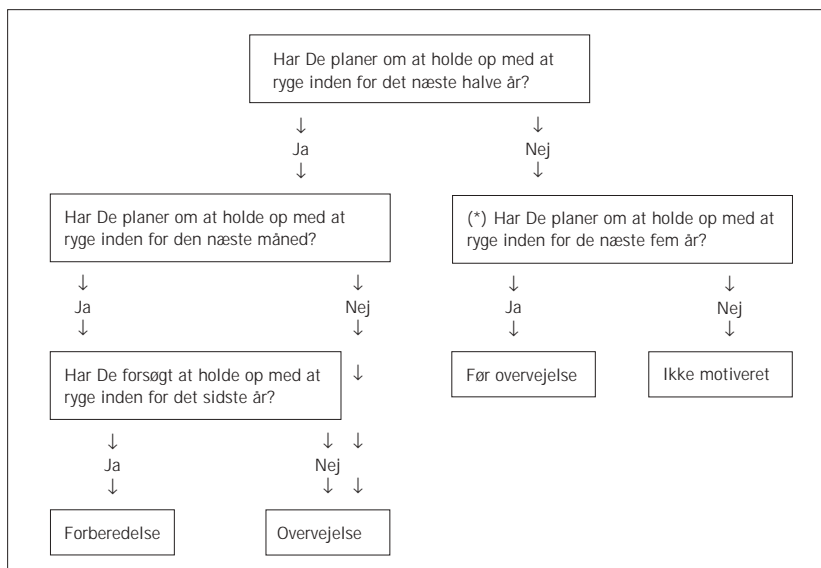 Har De planer om at holde op med at
ryge inden for det næste halve år?
↓ ↓
Ja Nej
↓ ↓
Har De planer om at holde op med at
ryge inden for den næste måned?
(*) Har De planer om at holde op med at
ryge inden for de næste fem år?
↓ ↓ ↓ ↓
Ja Nej Ja Nej
↓ ↓ ↓ ↓
Har De forsøgt at holde op med at
ryge inden for det sidste år?
↓
Før overvejelse
Ikke motiveret
↓ ↓ ↓
Ja Nej
↓ ↓ ↓
Forberedelse
Overvejelse